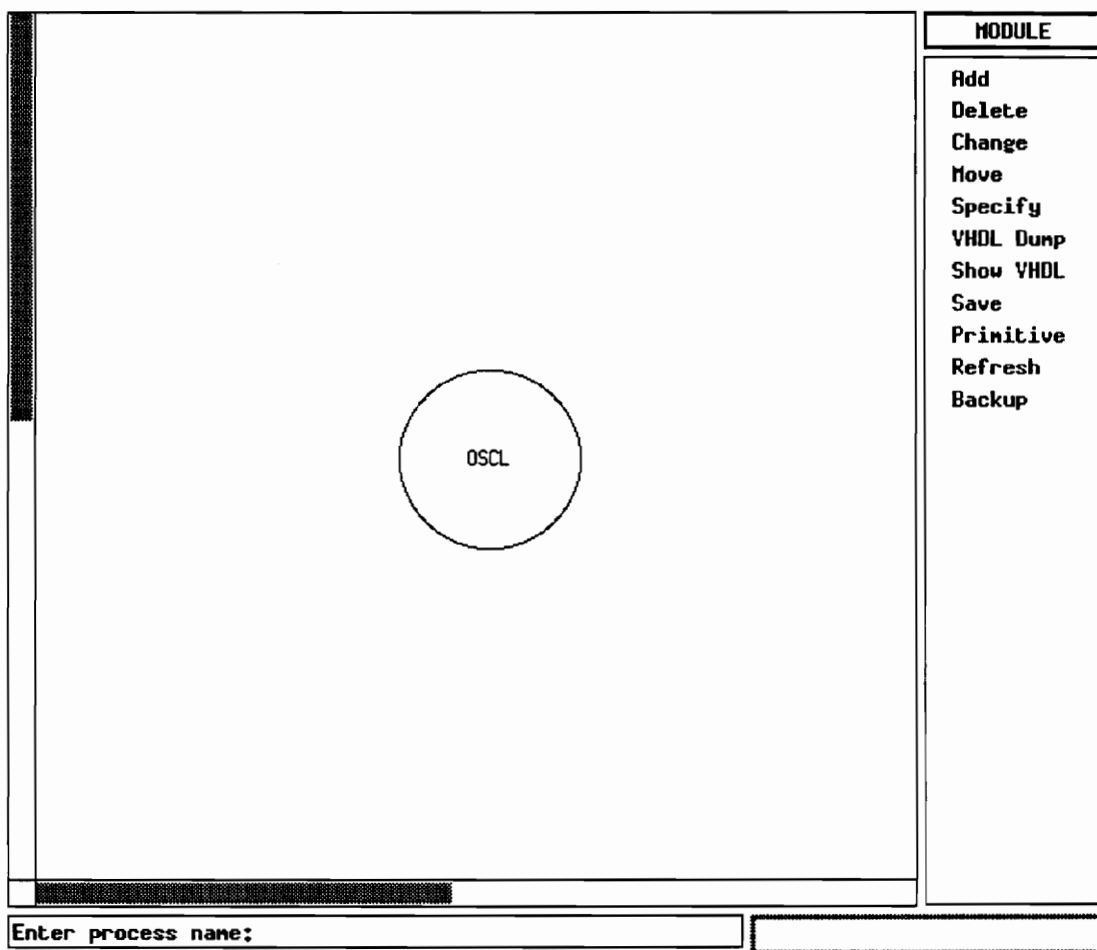 MODULE
Add
Delete
Change
Move
Specify
VHDL Dump
Show VHDL
Save
Primitive
Refresh
Backup
OSCL
Enter process name: